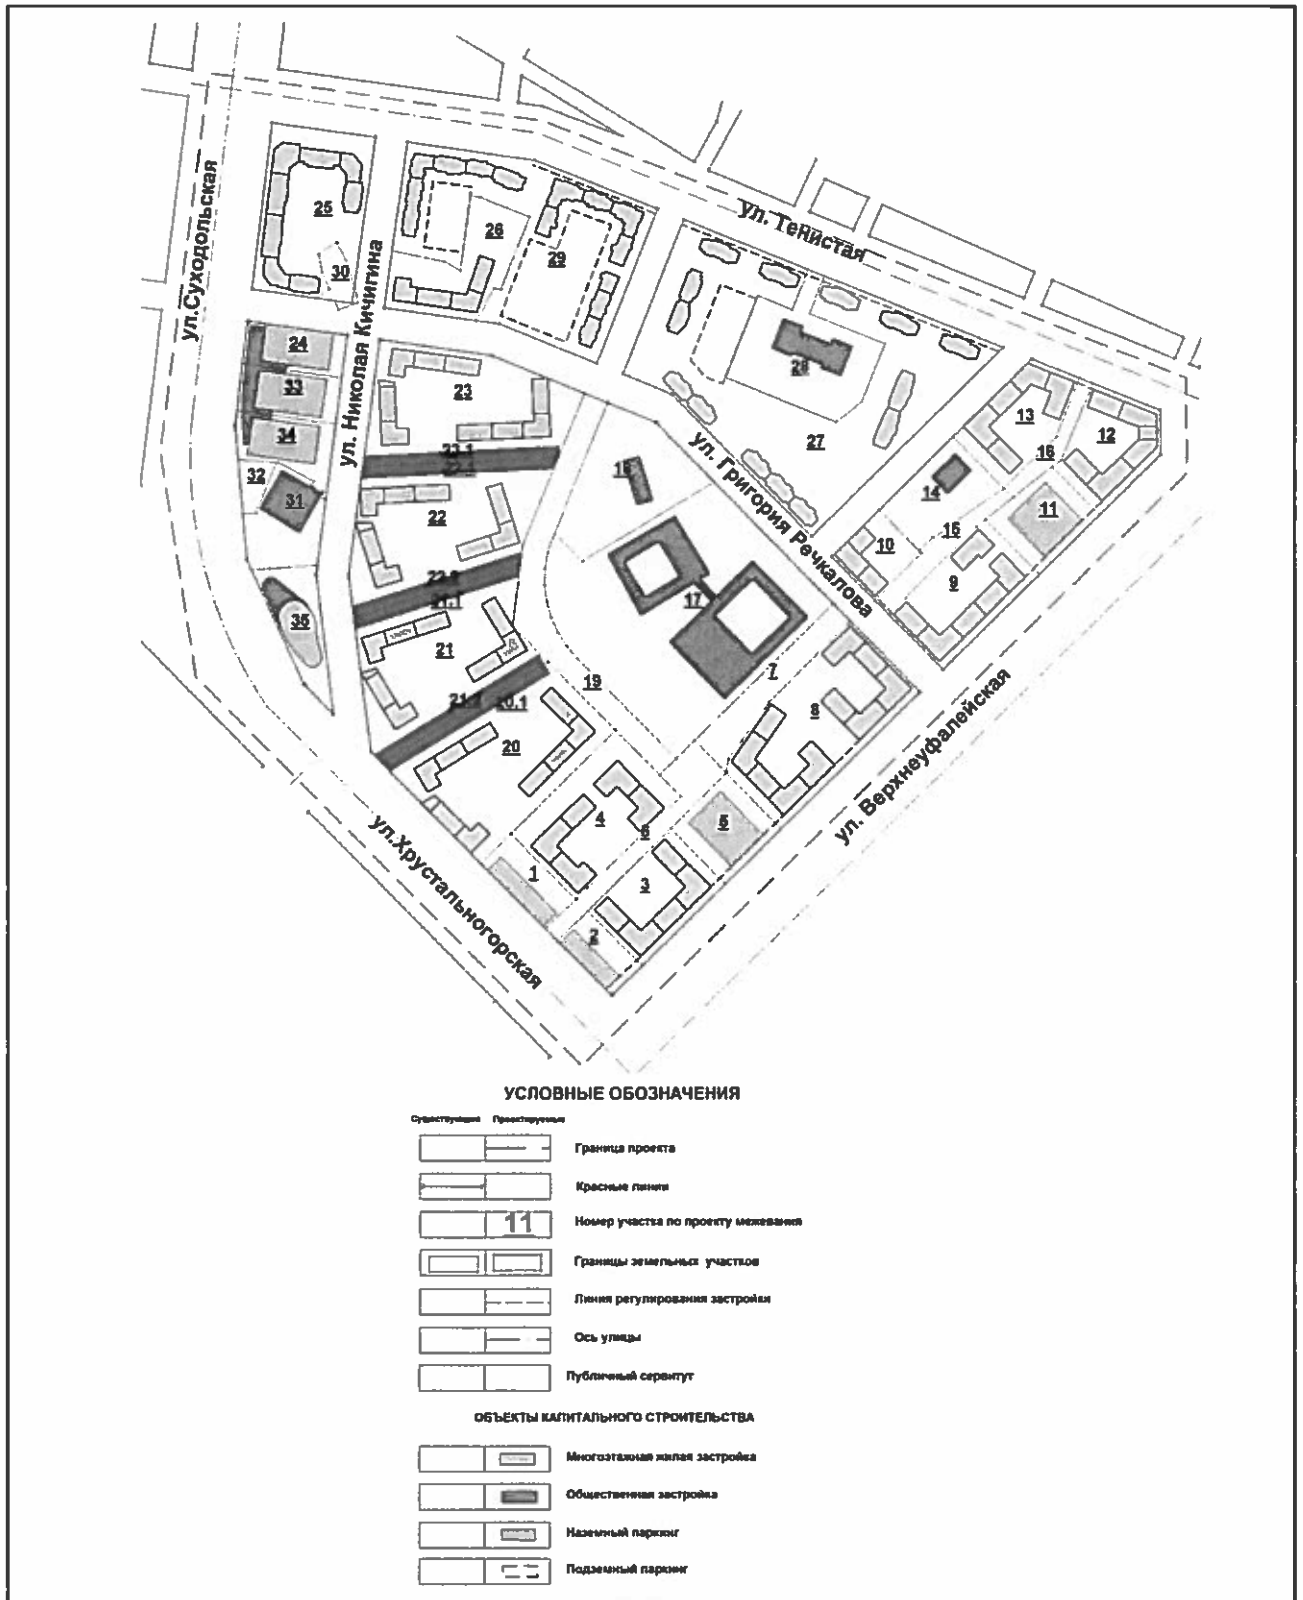 ул. Тенистая
ул.Суходольская
25
26
29
30
ул. Николая Кичигина
24
33
34
28
27
23
13
12
16
ул. Григория Речкалова
32
31
22
14
11
15
10
9
17
35
21
19
7
8
20.1
20
ул. Верхнеуфалейская
4
6
5
ул.Хрустальногорская
1
3
2
УСЛОВНЫЕ ОБОЗНАЧЕНИЯ
Существующие Проектируемые
Граница проекта
Красные линии
11 Номер участка по проекту межевания
Границы земельных участков
Линия регулирования застройки
Ось улицы
Публичный сервитут
ОБЪЕКТЫ КАПИТАЛЬНОГО СТРОИТЕЛЬСТВА
Многоэтажная жилая застройка
Общественная застройка
Наземный паркинг
Подземный паркинг